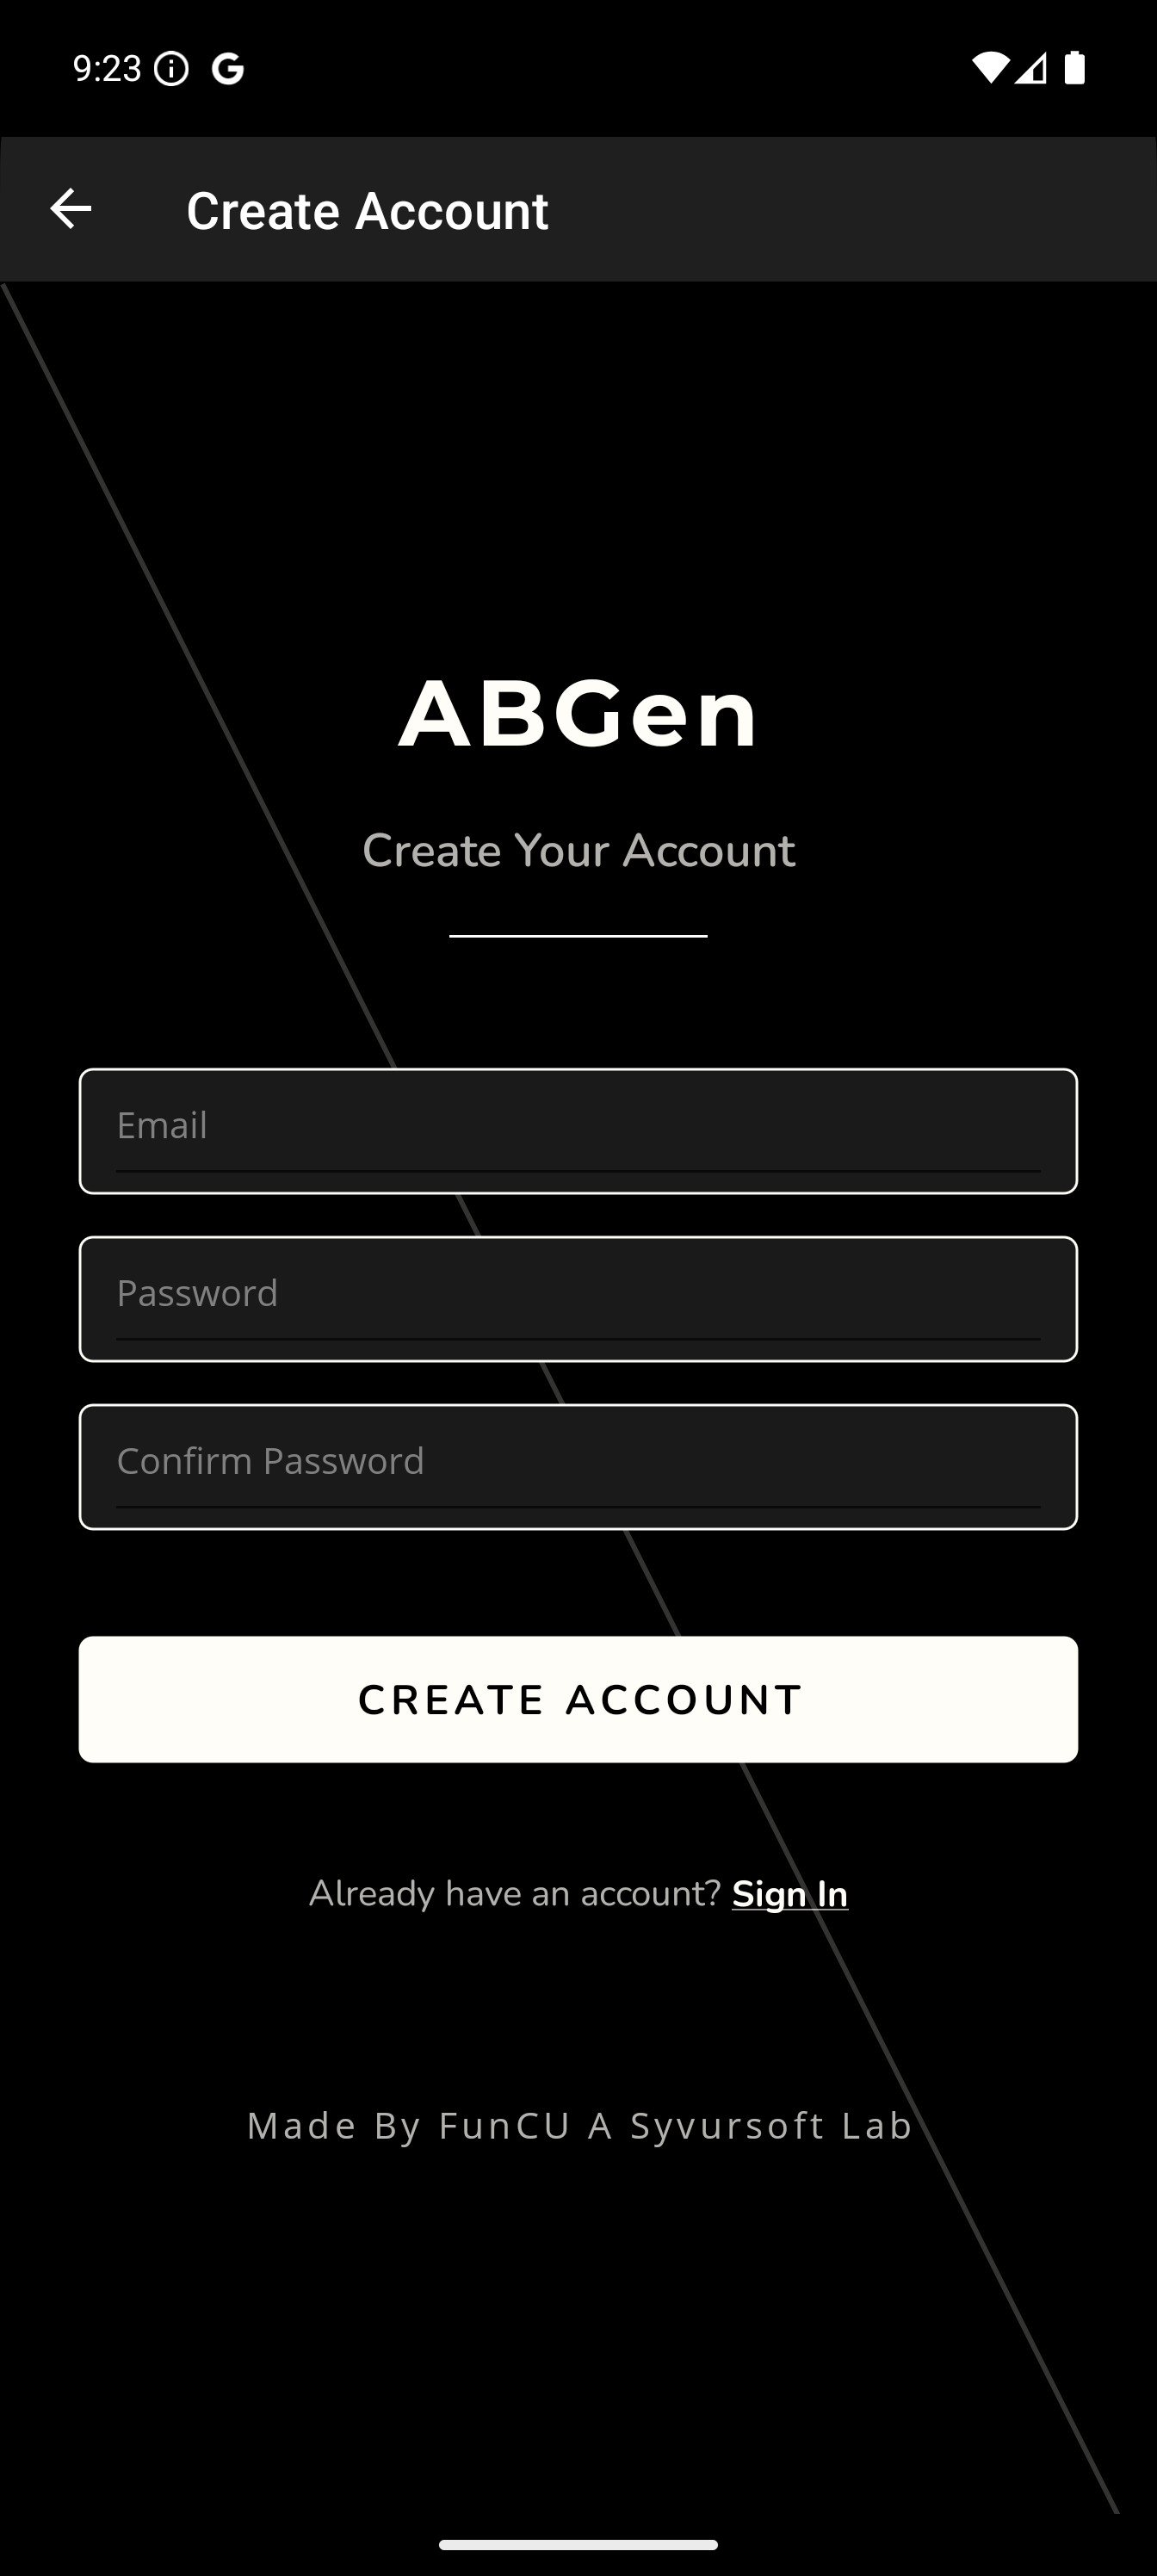 9:23
Create Account
ABGen
Create Your Account
Email
Password
Confirm Password
CREATE ACCOUNT
Already have an account? Sign In
Made By FunCU A Syvursoft Lab